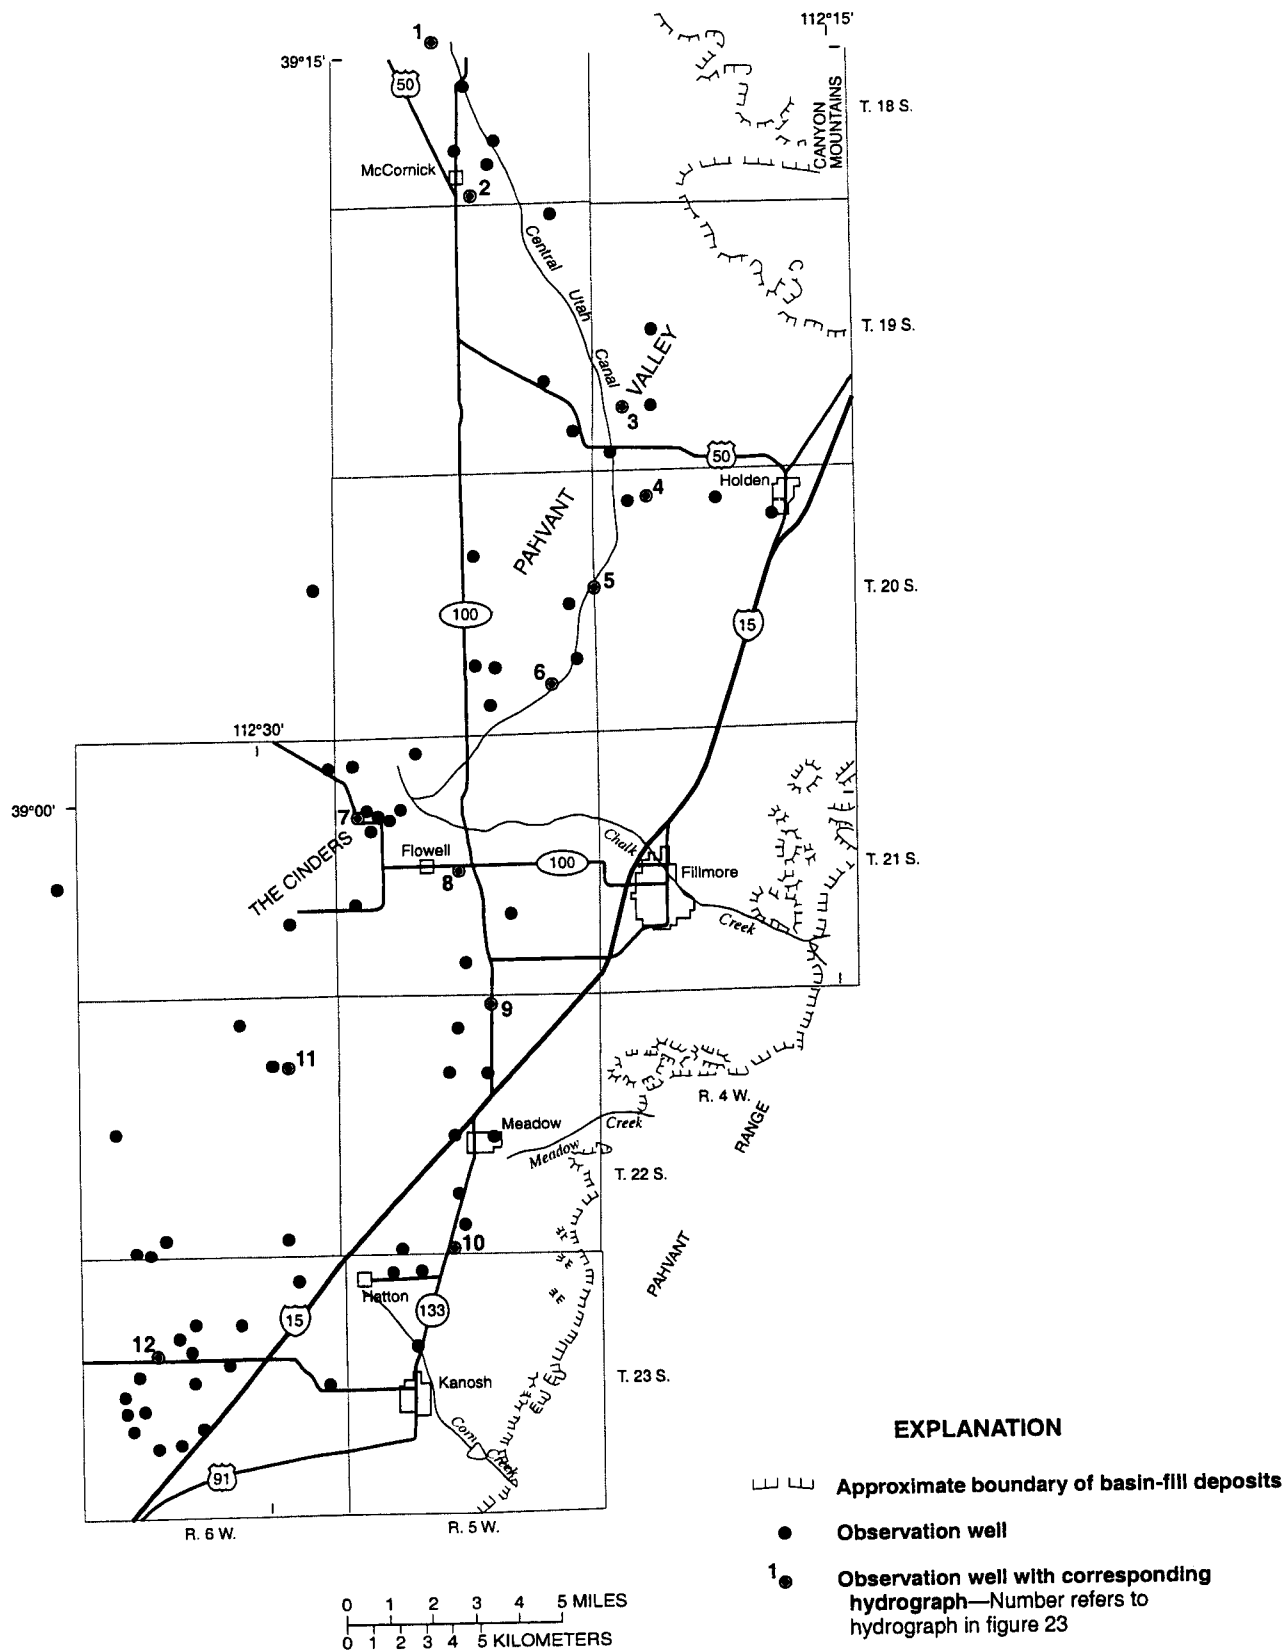 112°15'
1
39°15'
50
CANYON
MOUNTAINS
T. 18 S.
McCornick
2
Central
Utah
Canal
T. 19 S.
VALLEY
3
50
Holden
4
PAHVANT
5
T. 20 S.
100
15
6
112°30'
39°00'
7
THE CINDERS
Flowell
8
100
Chalk
Creek
Fillmore
T. 21 S.
9
11
R. 4 W.
RANGE
Meadow
Meadow
Creek
T. 22 S.
10
PAHVANT
Hatton
15
133
12
Kanosh
T. 23 S.
Corn
Creek
91
R. 6 W.
R. 5 W.
EXPLANATION
Approximate boundary of basin-fill deposits
Observation well
1
Observation well with corresponding
hydrograph—Number refers to
hydrograph in figure 23
0 1 2 3 4 5 MILES
0 1 2 3 4 5 KILOMETERS